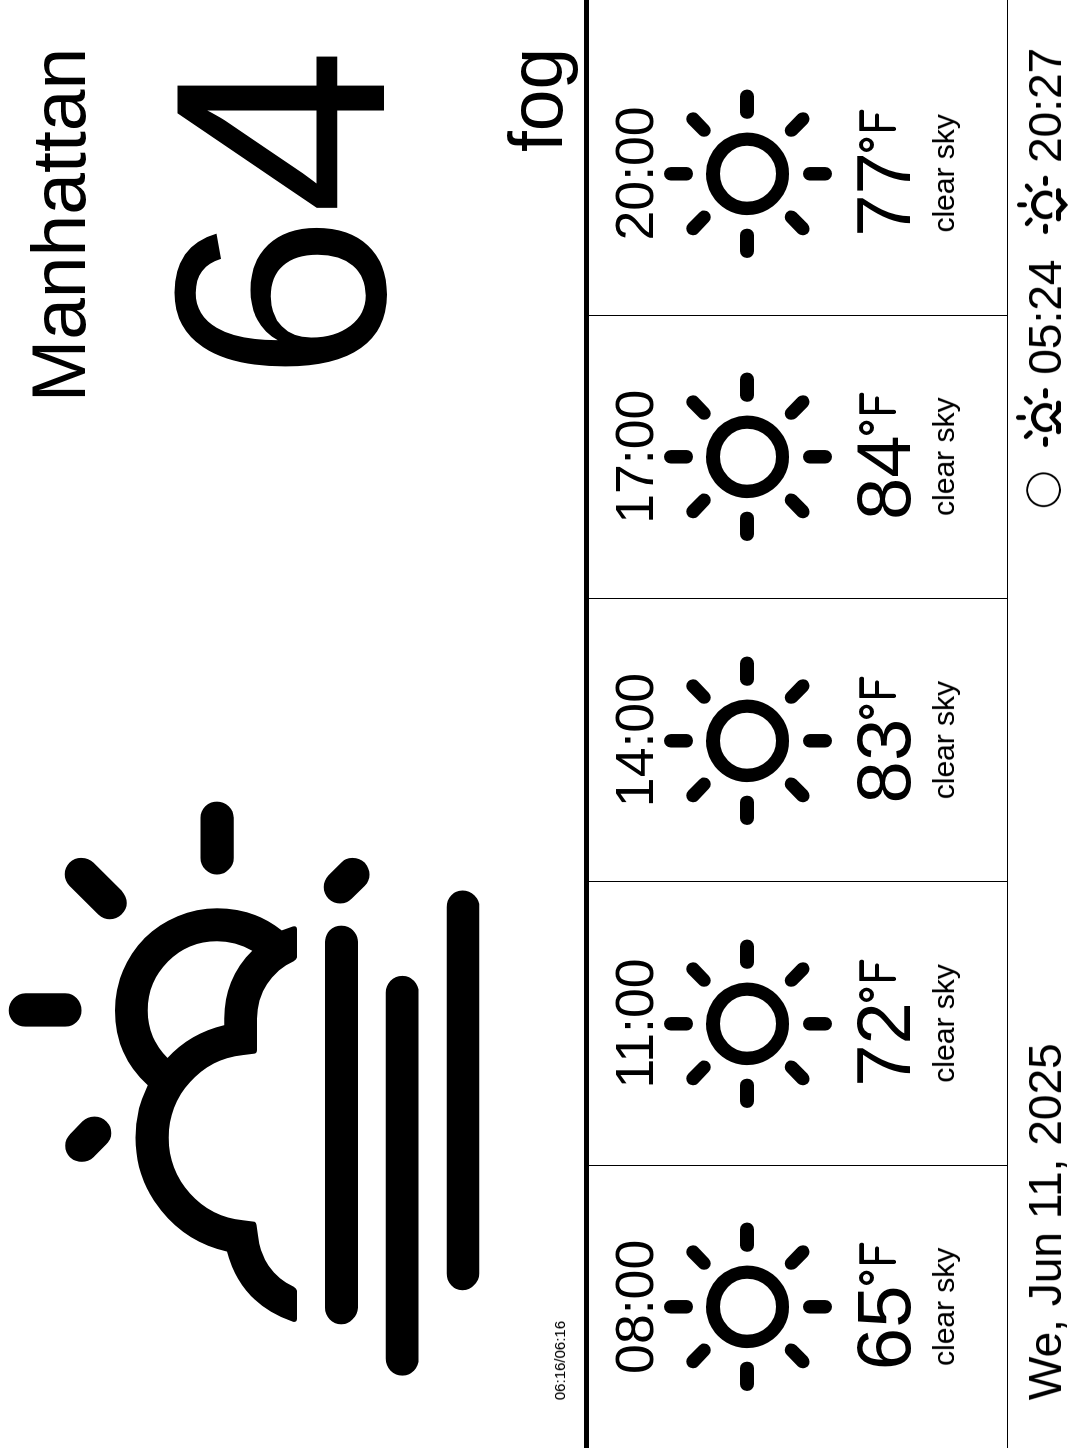 Manhattan
64
fog
06:16/06:16
08:00 11:00 14:00 17:00 20:00
65°F 72°F 83°F 84°F 77°F
clear sky clear sky clear sky clear sky clear sky
We, Jun 11, 2025 05:24 20:27